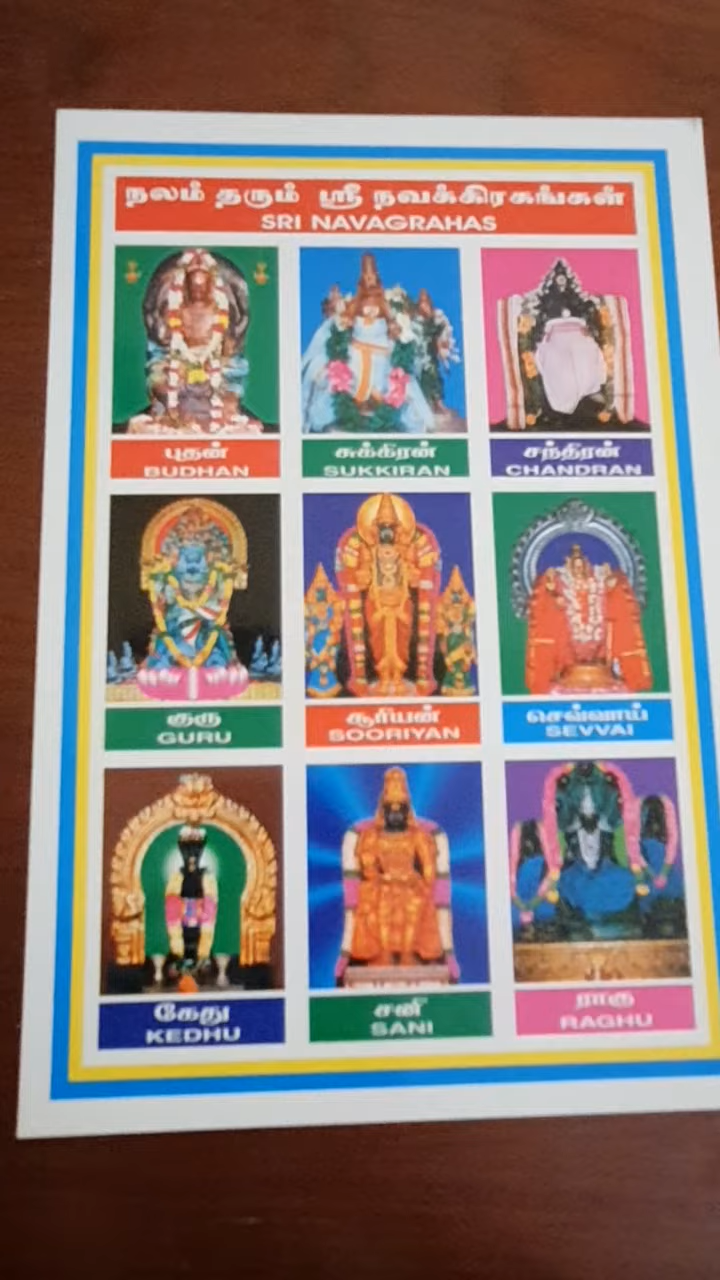 நலம் தரும் ஸ்ரீ நவக்கிரகங்கள்
SRI NAVAGRAHAS
புதன்
BUDHAN
சுக்கிரன்
SUKKIRAN
சந்திரன்
CHANDRAN
குரு
GURU
சூரியன்
SOORIYAN
செவ்வாய்
SEVVAI
கேது
KEDHU
சனி
SANI
ராகு
RAGHU